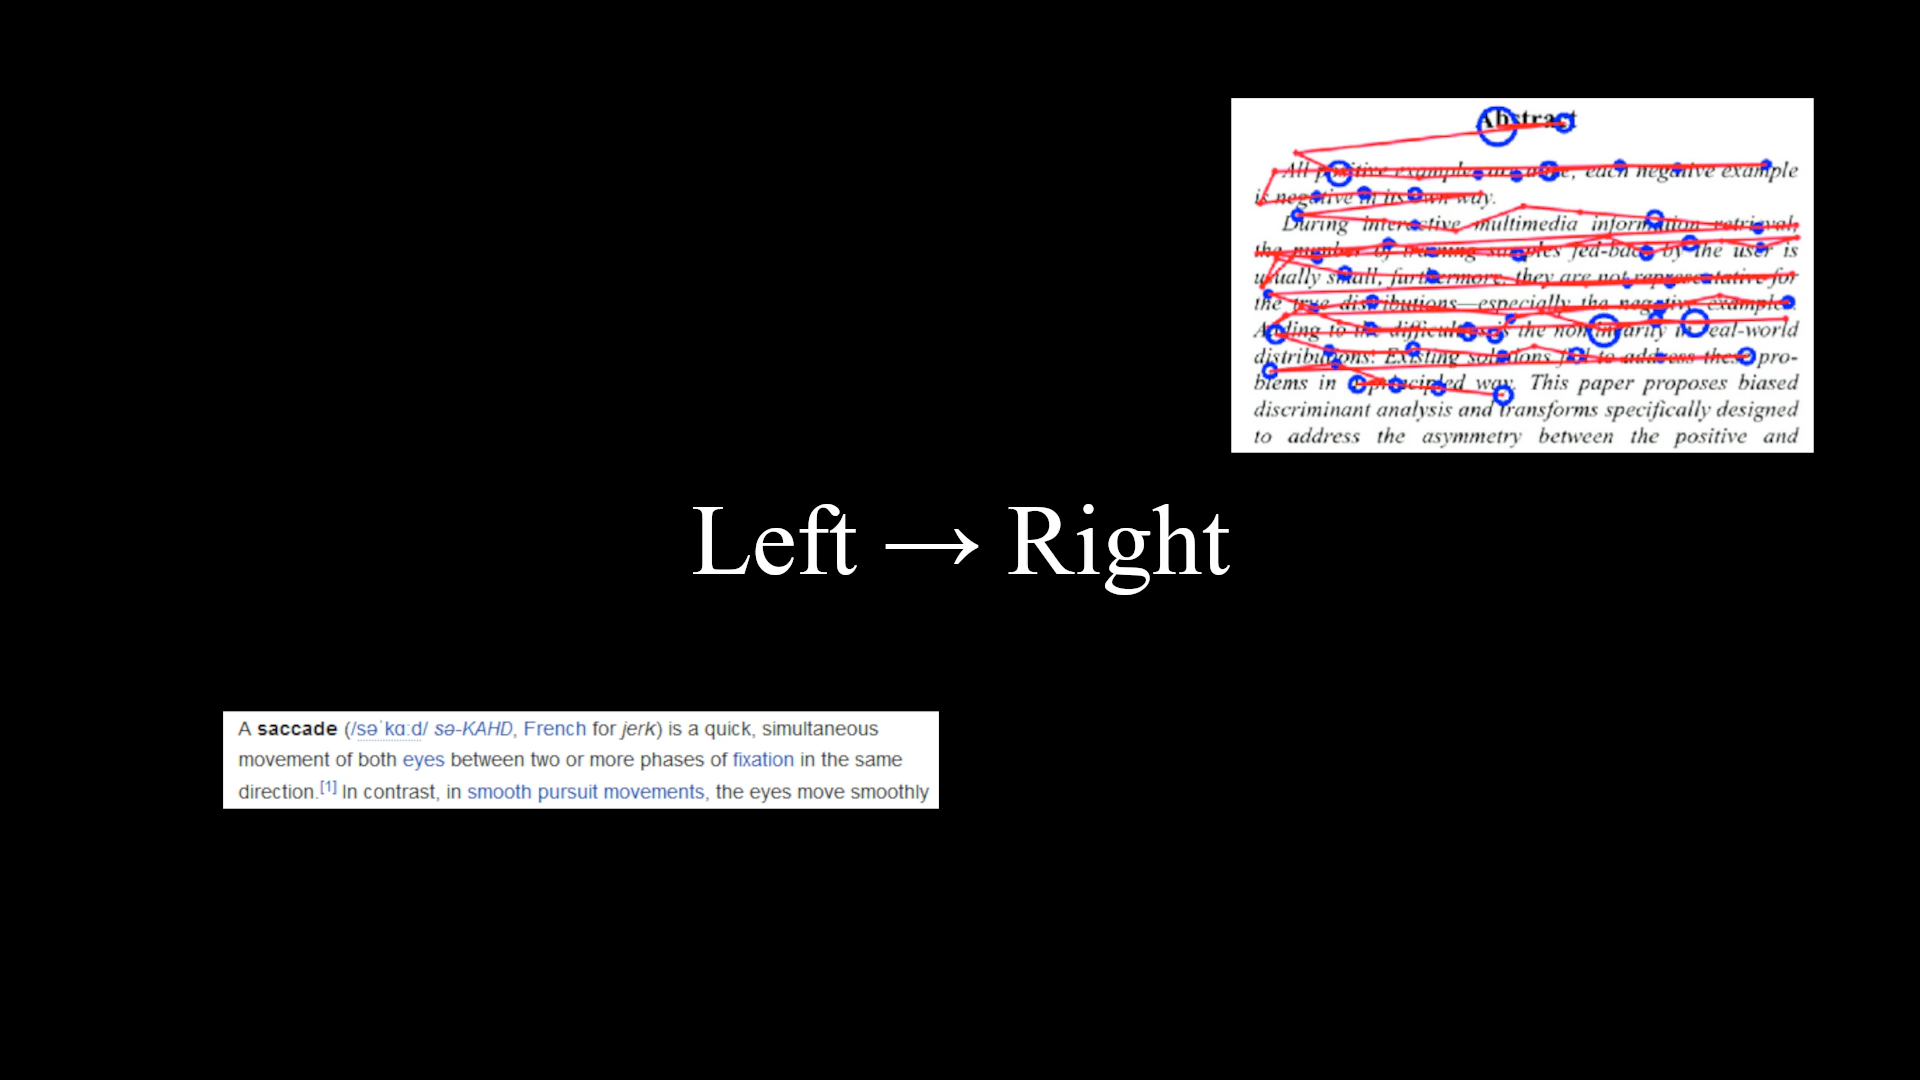 Abstract
All positive examples are alike, each negative example
is negative in its own way.
During interactive multimedia information retrieval,
the number of training samples fed-back by the user is
usually small, furthermore, they are not representative for
the true distributions—especially the negative examples.
Adding to the difficulties is the nonlinearity in real-world
distributions. Existing solutions fail to address these pro-
blems in a principled way. This paper proposes biased
discriminant analysis and transforms specifically designed
to address the asymmetry between the positive and
Left → Right
A saccade (/səˈkɑːd/ sə-KAHD, French for jerk) is a quick, simultaneous
movement of both eyes between two or more phases of fixation in the same
direction.[1] In contrast, in smooth pursuit movements, the eyes move smoothly